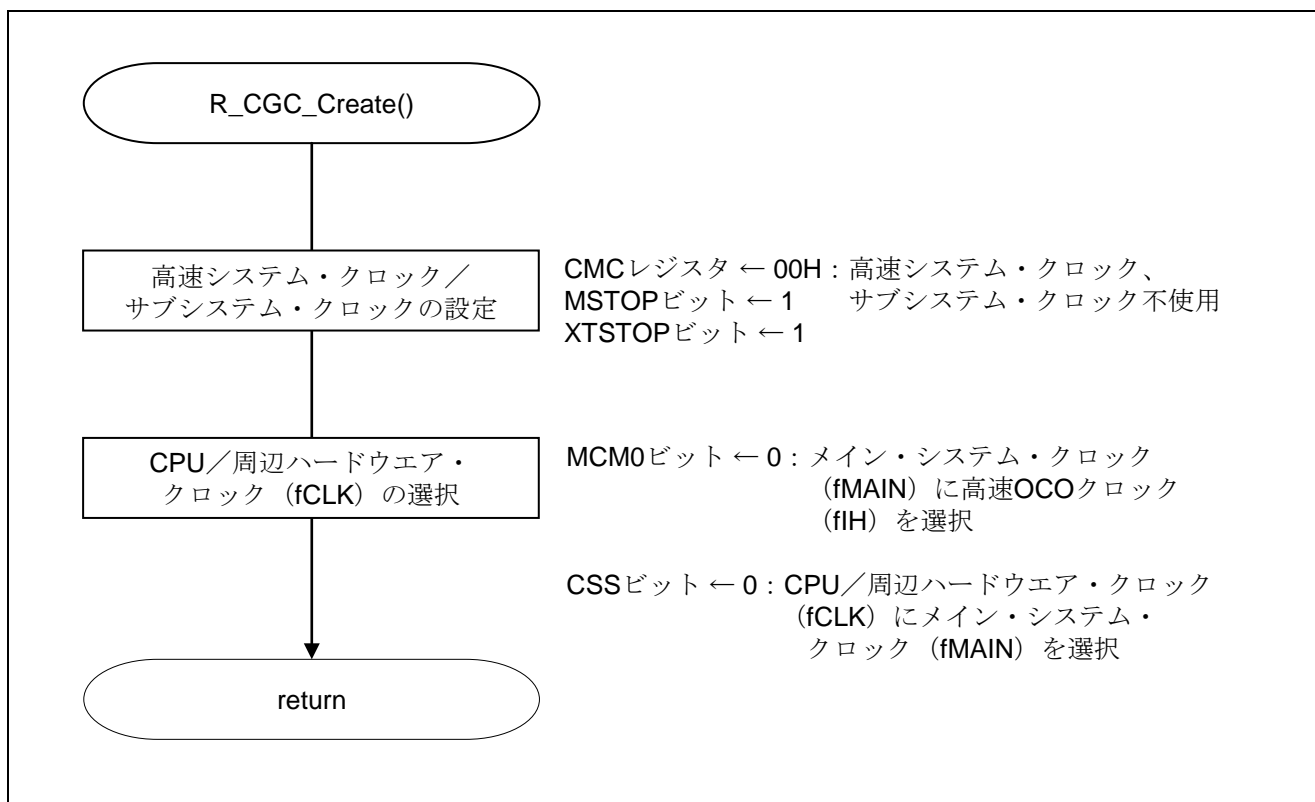 R_CGC_Create()
高速システム・クロック／
サブシステム・クロックの設定
CMCレジスタ ← 00H：高速システム・クロック、
MSTOPビット ← 1 サブシステム・クロック不使用
XTSTOPビット ← 1
CPU／周辺ハードウエア・
クロック（fCLK）の選択
MCM0ビット ← 0：メイン・システム・クロック
（fMAIN）に高速OCOクロック
（fIH）を選択
CSSビット ← 0：CPU／周辺ハードウエア・クロック
（fCLK）にメイン・システム・
クロック（fMAIN）を選択
return